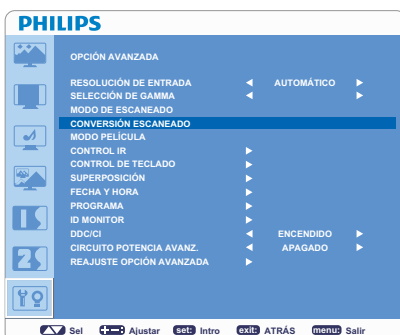 PHILIPS
OPCIÓN AVANZADA
RESOLUCIÓN DE ENTRADA AUTOMÁTICO
SELECCIÓN DE GAMMA
MODO DE ESCANEADO
CONVERSIÓN ESCANEADO
MODO PELÍCULA
CONTROL IR
CONTROL DE TECLADO
SUPERPOSICIÓN
FECHA Y HORA
PROGRAMA
ID MONITOR
DDC/CI ENCENDIDO
CIRCUITO POTENCIA AVANZ. APAGADO
REAJUSTE OPCIÓN AVANZADA
Sel Ajustar set: Intro exit: ATRÁS menu: Salir